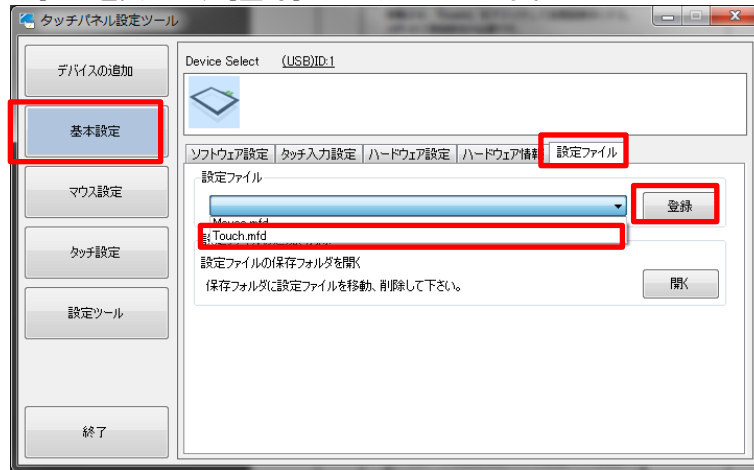 タッチパネル設定ツール
デバイスの追加
基本設定
マウス設定
タッチ設定
設定ツール
終了
Device Select (USB)ID:1
ソフトウェア設定 タッチ入力設定 ハードウェア設定 ハードウェア情報 設定ファイル
設定ファイル
登録
Mouse.mfd
Touch.mfd
設定ファイルの保存フォルダを開く
保存フォルダに設定ファイルを移動、削除して下さい。
開く